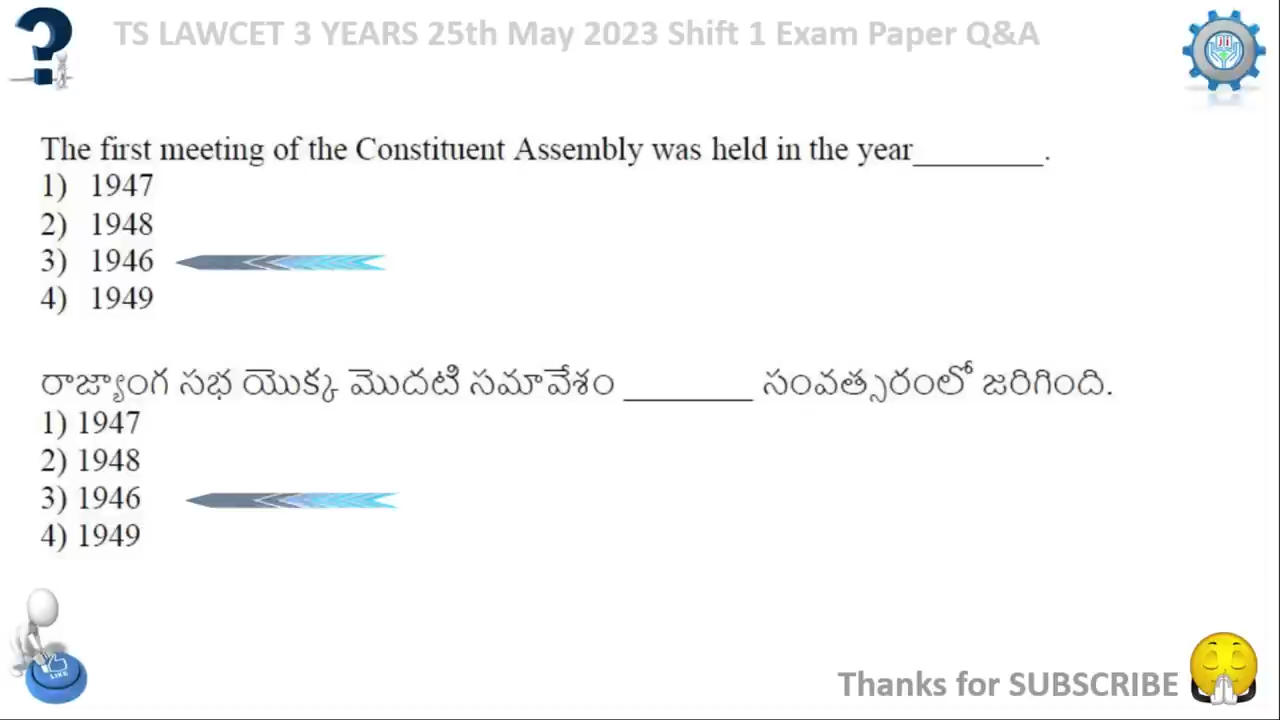 TS LAWCET 3 YEARS 25th May 2023 Shift 1 Exam Paper Q&A
The first meeting of the Constituent Assembly was held in the year________.
1) 1947
2) 1948
3) 1946
4) 1949
రాజ్యాంగ సభ యొక్క మొదటి సమావేశం ________ సంవత్సరంలో జరిగింది.
1) 1947
2) 1948
3) 1946
4) 1949
LIKE
Thanks for SUBSCRIBE